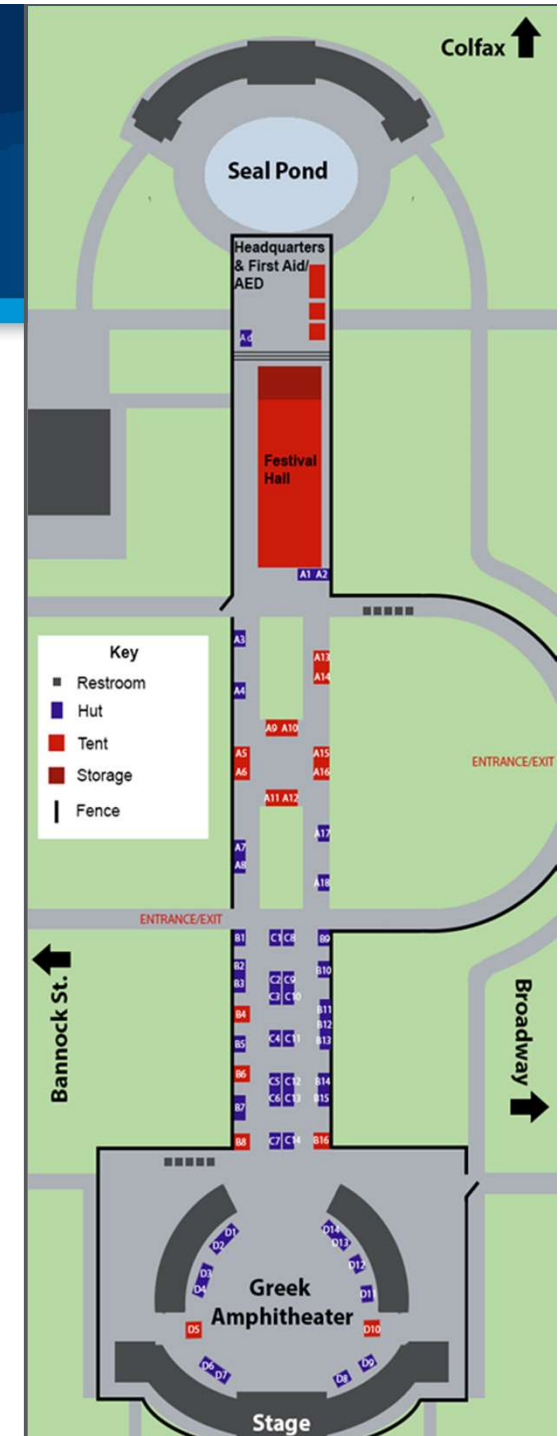 Colfax
Seal Pond
Headquarters
& First Aid/
AED
Festival
Hall
A1 A2
A3
A13
Key
Restroom
Hut
Tent
Storage
Fence
A14
A4
A9 A10
A5
A15
ENTRANCE/EXIT
A6
A16
A11 A12
A17
A7
A8
A18
ENTRANCE/EXIT
B1
C1 C8
B9
B2
B10
B3
C2 C9
C3 C10
B4
B11
B12
B5
C4 C11
B13
Bannock St.
Broadway
B6
C5 C12
B14
C6 C13
B15
B7
B8
C7 C14
B16
D1
D14
D2
D13
D3
D12
D4
D11
Greek
Amphitheater
D5
D10
D6
D7
D9
D8
Stage